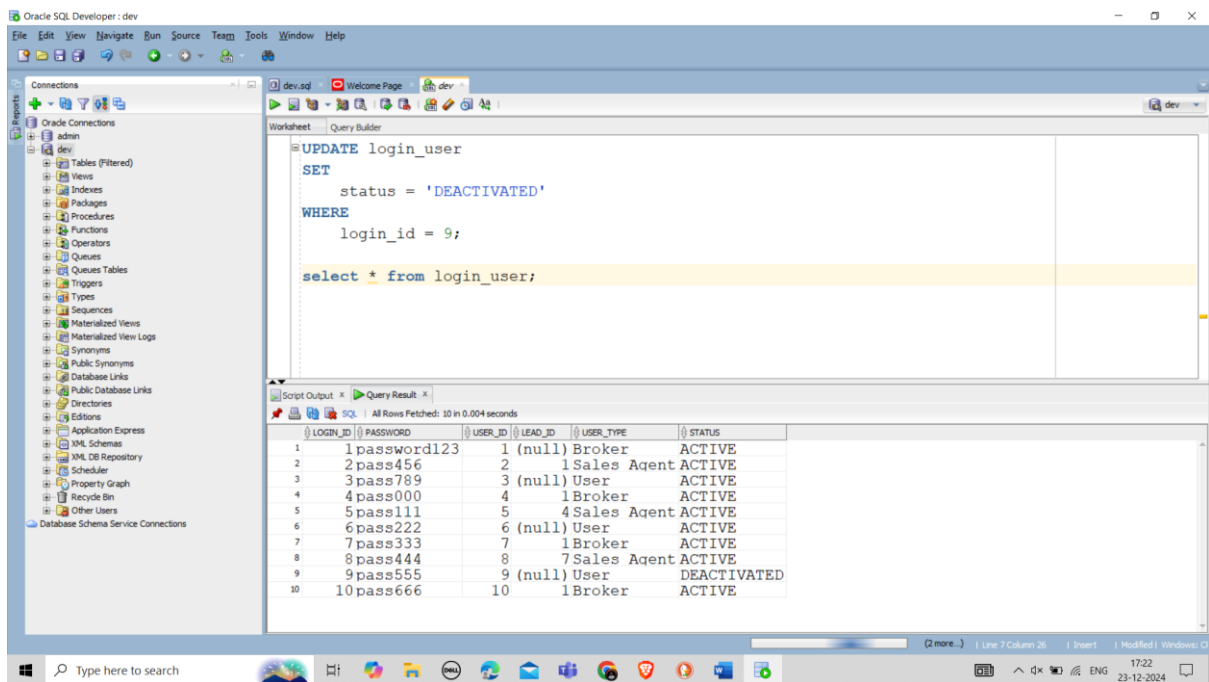 Oracle SQL Developer : dev
File Edit View Navigate Run Source Team Tools Window Help
Connections
dev.sql Welcome Page dev
Reports
dev
Oracle Connections
admin
dev
Tables (Filtered)
Views
Indexes
Packages
Procedures
Functions
Operators
Queues
Queues Tables
Triggers
Types
Sequences
Materialized Views
Materialized View Logs
Synonyms
Public Synonyms
Database Links
Public Database Links
Directories
Editions
Application Express
XML Schemas
XML DB Repository
Scheduler
Property Graph
Recycle Bin
Other Users
Database Schema Service Connections
Worksheet Query Builder
UPDATE login_user
SET
status = 'DEACTIVATED'
WHERE
login_id = 9;
select * from login_user;
Script Output x Query Result x
SQL | All Rows Fetched: 10 in 0.004 seconds
LOGIN_ID PASSWORD USER_ID LEAD_ID USER_TYPE STATUS
1 1 password123 1 (null) Broker ACTIVE
2 2 pass456 2 1 Sales Agent ACTIVE
3 3 pass789 3 (null) User ACTIVE
4 4 pass000 4 1 Broker ACTIVE
5 5 pass111 5 4 Sales Agent ACTIVE
6 6 pass222 6 (null) User ACTIVE
7 7 pass333 7 1 Broker ACTIVE
8 8 pass444 8 7 Sales Agent ACTIVE
9 9 pass555 9 (null) User DEACTIVATED
10 10 pass666 10 1 Broker ACTIVE
(2 more...) | Line 7 Column 26 | Insert | Modified | Windows: C
Type here to search
DELL
ENG
17:22
23-12-2024